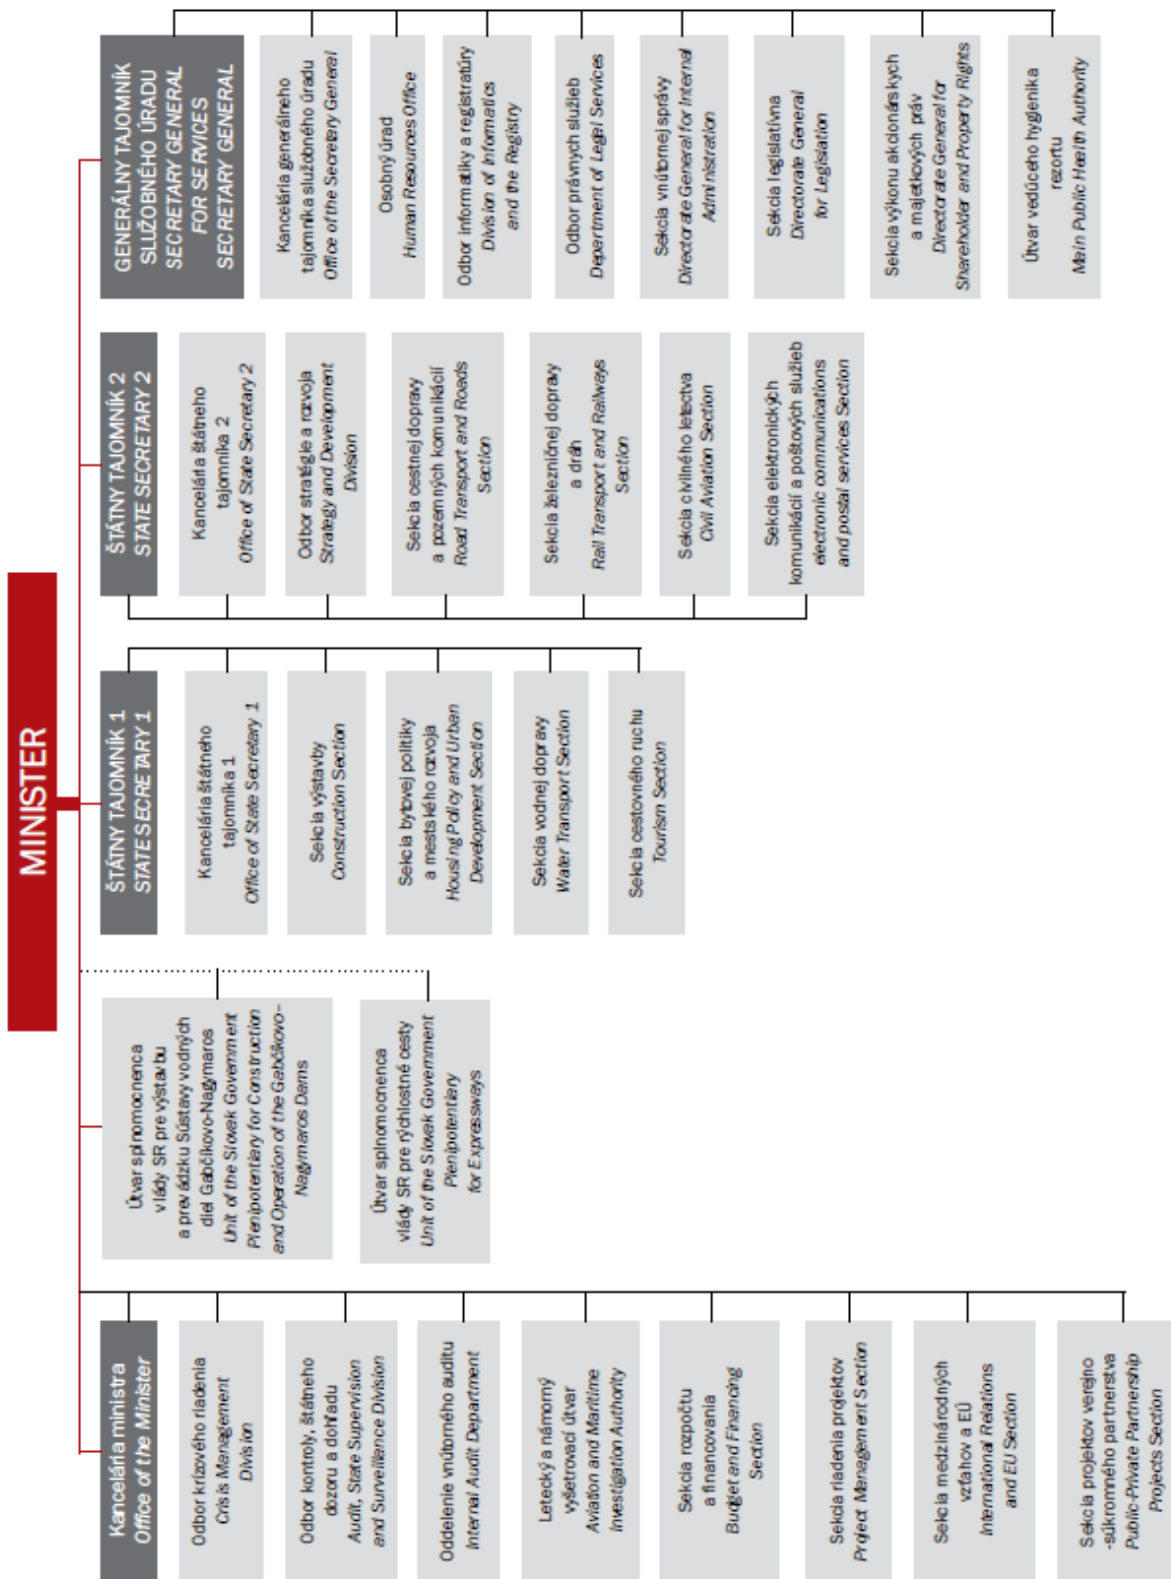 MINISTER
Kancelária ministra
Office of the Minister
Odbor krízového riadenia
Crisis Management
Division
Odbor kontroly, štátneho
dozoru a dohľadu
Audit, State Supervision
and Surveillance Division
Oddelenie vnútorného auditu
Internal Audit Department
Letecký a námorný
vyšetrovací útvar
Aviation and Maritime
Investigation Authority
Sekcia rozpočtu
a financovania
Budget and Financing
Section
Sekcia riadenia projektov
Project Management Section
Sekcia medzinárodných
vzťahov a EÚ
International Relations
and EU Section
Sekcia projektov verejno
-súkromného partnerstva
Public-Private Partnership
Projects Section
Útvar splnomocnenca
vlády SR pre výstavbu
a prevádzku Sústavy vodných
diel Gabčíkovo-Nagymaros
Unit of the Slovak Government
Plenipotentiary for Construction
and Operation of the Gabčíkovo–
Nagymaros Dams
Útvar splnomocnenca
vlády SR pre rýchlostné cesty
Unit of the Slovak Government
Plenipotentiary
for Expressways
ŠTÁTNY TAJOMNÍK 1
STATE SECRETARY 1
Kancelária štátneho
tajomníka 1
Office of State Secretary 1
Sekcia výstavby
Construction Section
Sekcia bytovej politiky
a mestského rozvoja
Housing Policy and Urban
Development Section
Sekcia vodnej dopravy
Water Transport Section
Sekcia cestovného ruchu
Tourism Section
ŠTÁTNY TAJOMNÍK 2
STATE SECRETARY 2
Kancelária štátneho
tajomníka 2
Office of State Secretary 2
Odbor stratégie a rozvoja
Strategy and Development
Division
Sekcia cestnej dopravy
a pozemných komunikácií
Road Transport and Roads
Section
Sekcia železničnej dopravy
a dráh
Rail Transport and Railways
Section
Sekcia civilného letectva
Civil Aviation Section
Sekcia elektronických
komunikácií a poštových služieb
electronic communications
and postal services Section
GENERÁLNY TAJOMNÍK
SLUŽOBNÉHO ÚRADU
SECRETARY GENERAL
FOR SERVICES
SECRETARY GENERAL
Kancelária generálneho
tajomníka služobného úradu
Office of the Secretary General
Osobný úrad
Human Resources Office
Odbor informatiky a registratúry
Division of Informatics
and the Registry
Odbor právnych služieb
Department of Legal Services
Sekcia vnútornej správy
Directorate General for Internal
Administration
Sekcia legislatívna
Directorate General
for Legislation
Sekcia výkonu akcionárskych
a majetkových práv
Directorate General for
Shareholder and Property Rights
Útvar vedúceho hygienika
rezortu
Main Public Health Authority